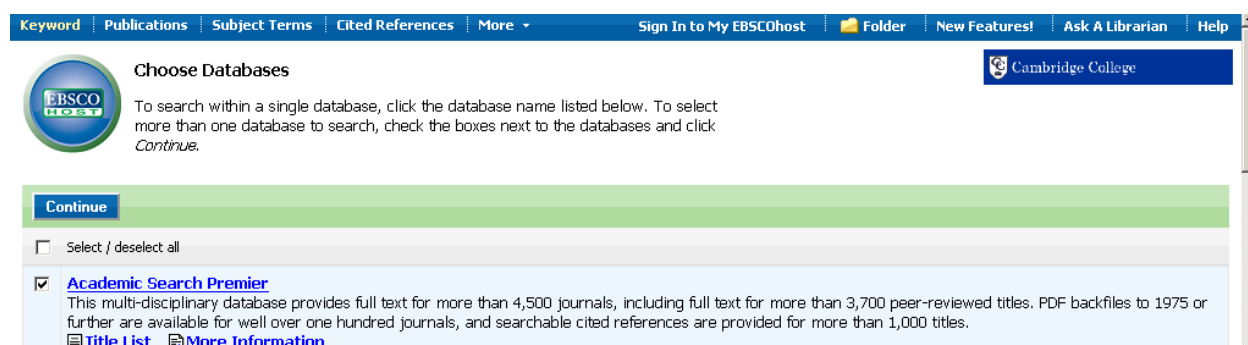 Keyword Publications Subject Terms Cited References More Sign In to My EBSCOhost Folder New Features! Ask A Librarian Help
Choose Databases
Cambridge College
EBSCO
HOST
To search within a single database, click the database name listed below. To select
more than one database to search, check the boxes next to the databases and click
Continue.
Continue
Select / deselect all
Academic Search Premier
This multi-disciplinary database provides full text for more than 4,500 journals, including full text for more than 3,700 peer-reviewed titles. PDF backfiles to 1975 or
further are available for well over one hundred journals, and searchable cited references are provided for more than 1,000 titles.
Title List More Information